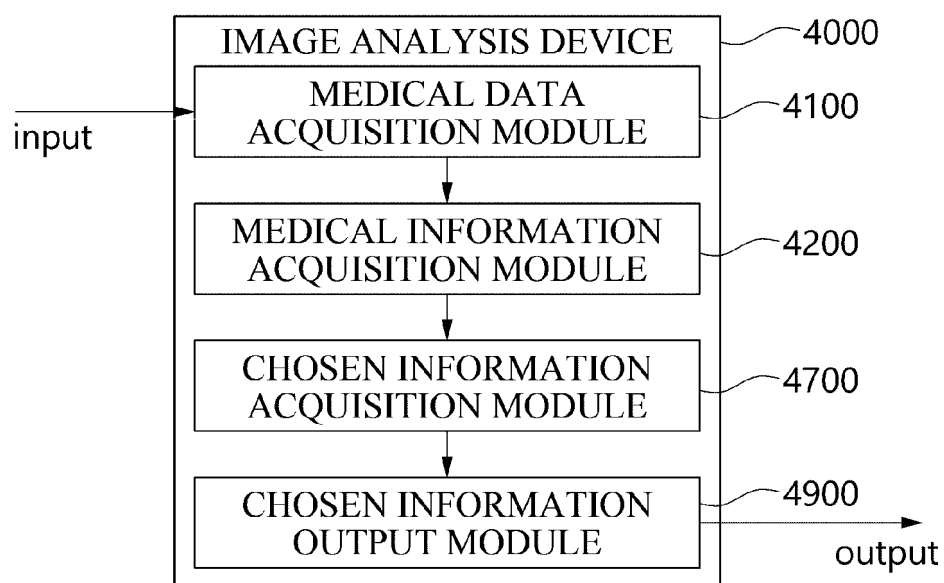 IMAGE ANALYSIS DEVICE
4000
input
MEDICAL DATA
ACQUISITION MODULE
4100
MEDICAL INFORMATION
ACQUISITION MODULE
4200
CHOSEN INFORMATION
ACQUISITION MODULE
4700
CHOSEN INFORMATION
OUTPUT MODULE
4900
output